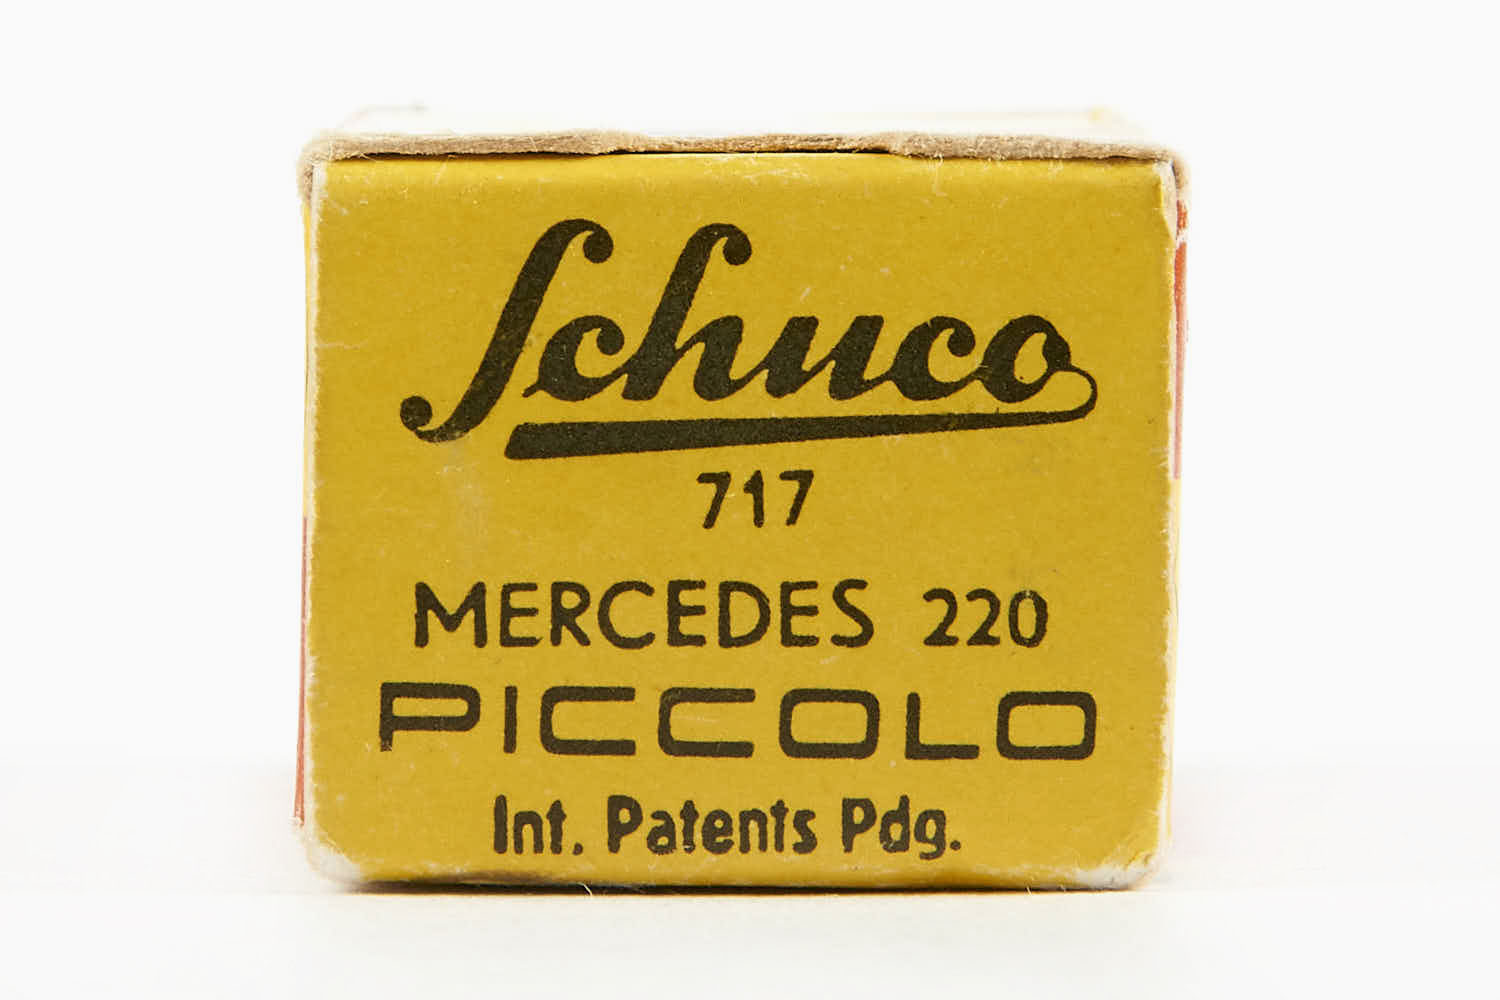 Schuco
717
MERCEDES 220
PICCOLO
Int. Patents Pdg.